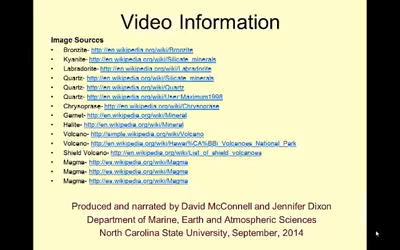 Video Information
Image Sources
• Bronzite- http://en.wikipedia.org/wiki/Bronzite
• Kyanite- http://en.wikipedia.org/wiki/Silicate_minerals
• Labradorite- http://en.wikipedia.org/wiki/Labradorite
• Quartz- http://en.wikipedia.org/wiki/Silicate_minerals
• Quartz- http://en.wikipedia.org/wiki/Quartz
• Quartz- http://en.wikipedia.org/wiki/User:Maximum1998
• Chrysoprase- http://en.wikipedia.org/wiki/Chrysoprase
• Garnet- http://en.wikipedia.org/wiki/Mineral
• Halite- http://en.wikipedia.org/wiki/Mineral
• Volcano- http://simple.wikipedia.org/wiki/Volcano
• Volcano- http://en.wikipedia.org/wiki/Hawai%CA%BBi_Volcanoes_National_Park
• Shield Volcano- http://en.wikipedia.org/wiki/List_of_shield_volcanoes
• Magma- http://es.wikipedia.org/wiki/Magma
• Magma- http://es.wikipedia.org/wiki/Magma
• Magma- http://es.wikipedia.org/wiki/Magma
Produced and narrated by David McConnell and Jennifer Dixon
Department of Marine, Earth and Atmospheric Sciences
North Carolina State University, September, 2014